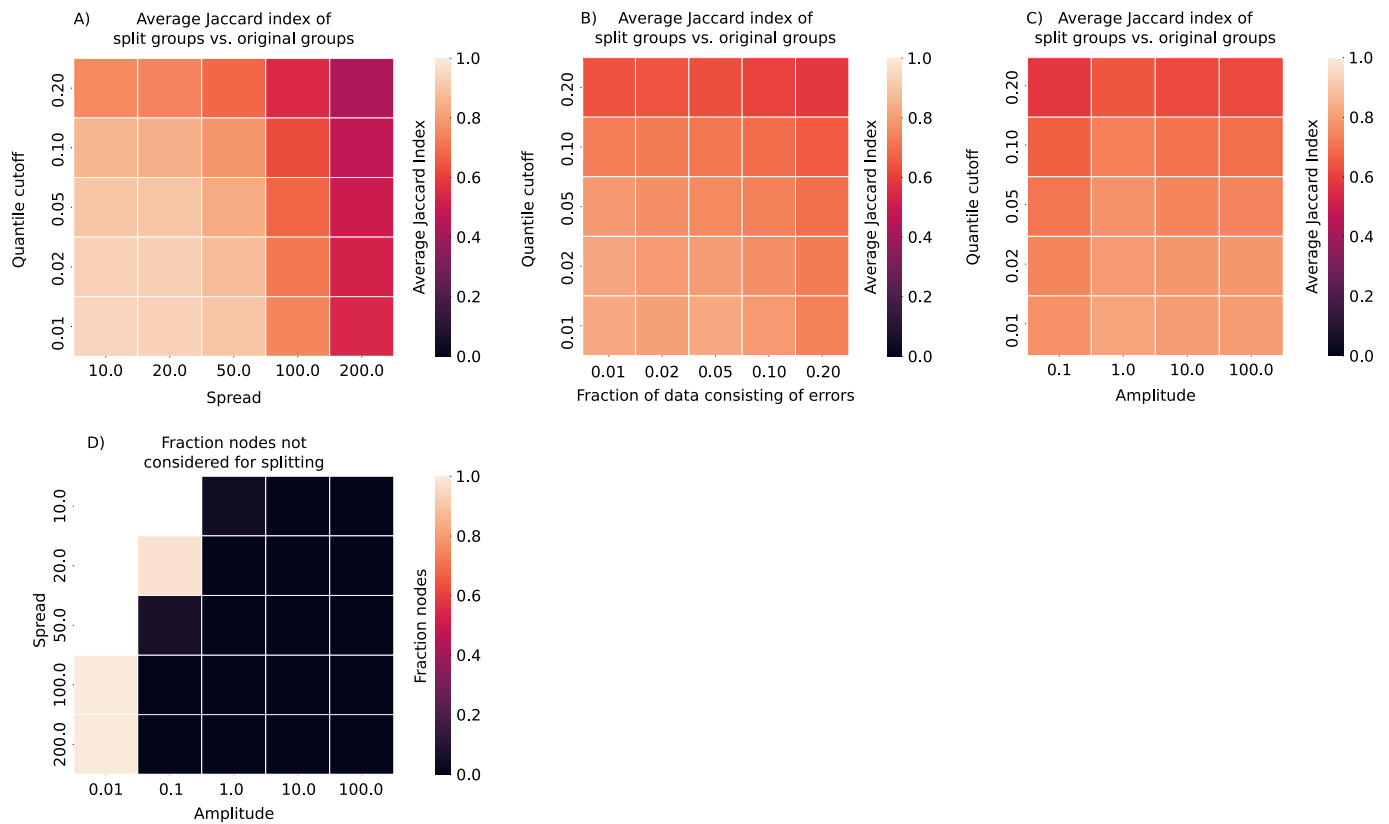 A) Average Jaccard index of
split groups vs. original groups
Quantile cutoff
0.20
0.10
0.05
0.02
0.01
10.0 20.0 50.0 100.0 200.0
Spread
Average Jaccard Index
1.0
0.8
0.6
0.4
0.2
0.0
B) Average Jaccard index of
split groups vs. original groups
Quantile cutoff
0.20
0.10
0.05
0.02
0.01
0.01 0.02 0.05 0.10 0.20
Fraction of data consisting of errors
Average Jaccard Index
1.0
0.8
0.6
0.4
0.2
0.0
C) Average Jaccard index of
split groups vs. original groups
Quantile cutoff
0.20
0.10
0.05
0.02
0.01
0.1 1.0 10.0 100.0
Amplitude
Average Jaccard Index
1.0
0.8
0.6
0.4
0.2
0.0
D) Fraction nodes not
considered for splitting
Spread
10.0
20.0
50.0
100.0
200.0
0.01 0.1 1.0 10.0 100.0
Amplitude
Fraction nodes
1.0
0.8
0.6
0.4
0.2
0.0